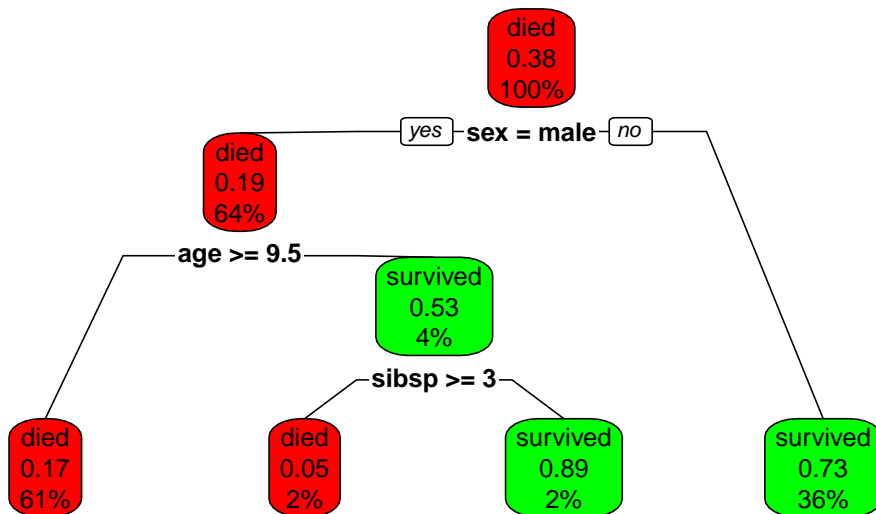 died
0.38
100%
yes sex = male no
died
0.19
64%
age >= 9.5
survived
0.53
4%
sibsp >= 3
died
0.17
61%
died
0.05
2%
survived
0.89
2%
survived
0.73
36%